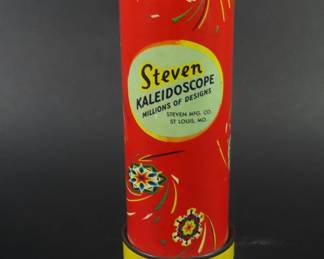 Steven
KALEIDOSCOPE
MILLIONS OF DESIGNS
STEVEN MFG. CO.
ST LOUIS, MO.